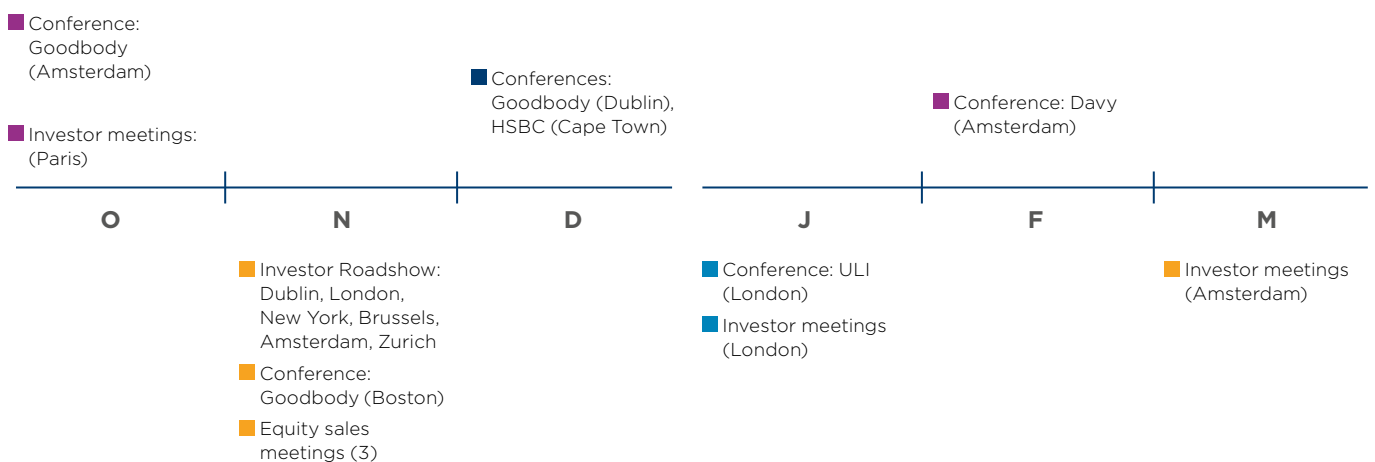 Conference:
Goodbody
(Amsterdam)
Investor meetings:
(Paris)
Conferences:
Goodbody (Dublin),
HSBC (Cape Town)
Conference: Davy
(Amsterdam)
O
N
D
J
F
M
Investor Roadshow:
Dublin, London,
New York, Brussels,
Amsterdam, Zurich
Conference:
Goodbody (Boston)
Equity sales
meetings (3)
Conference: ULI
(London)
Investor meetings
(London)
Investor meetings
(Amsterdam)